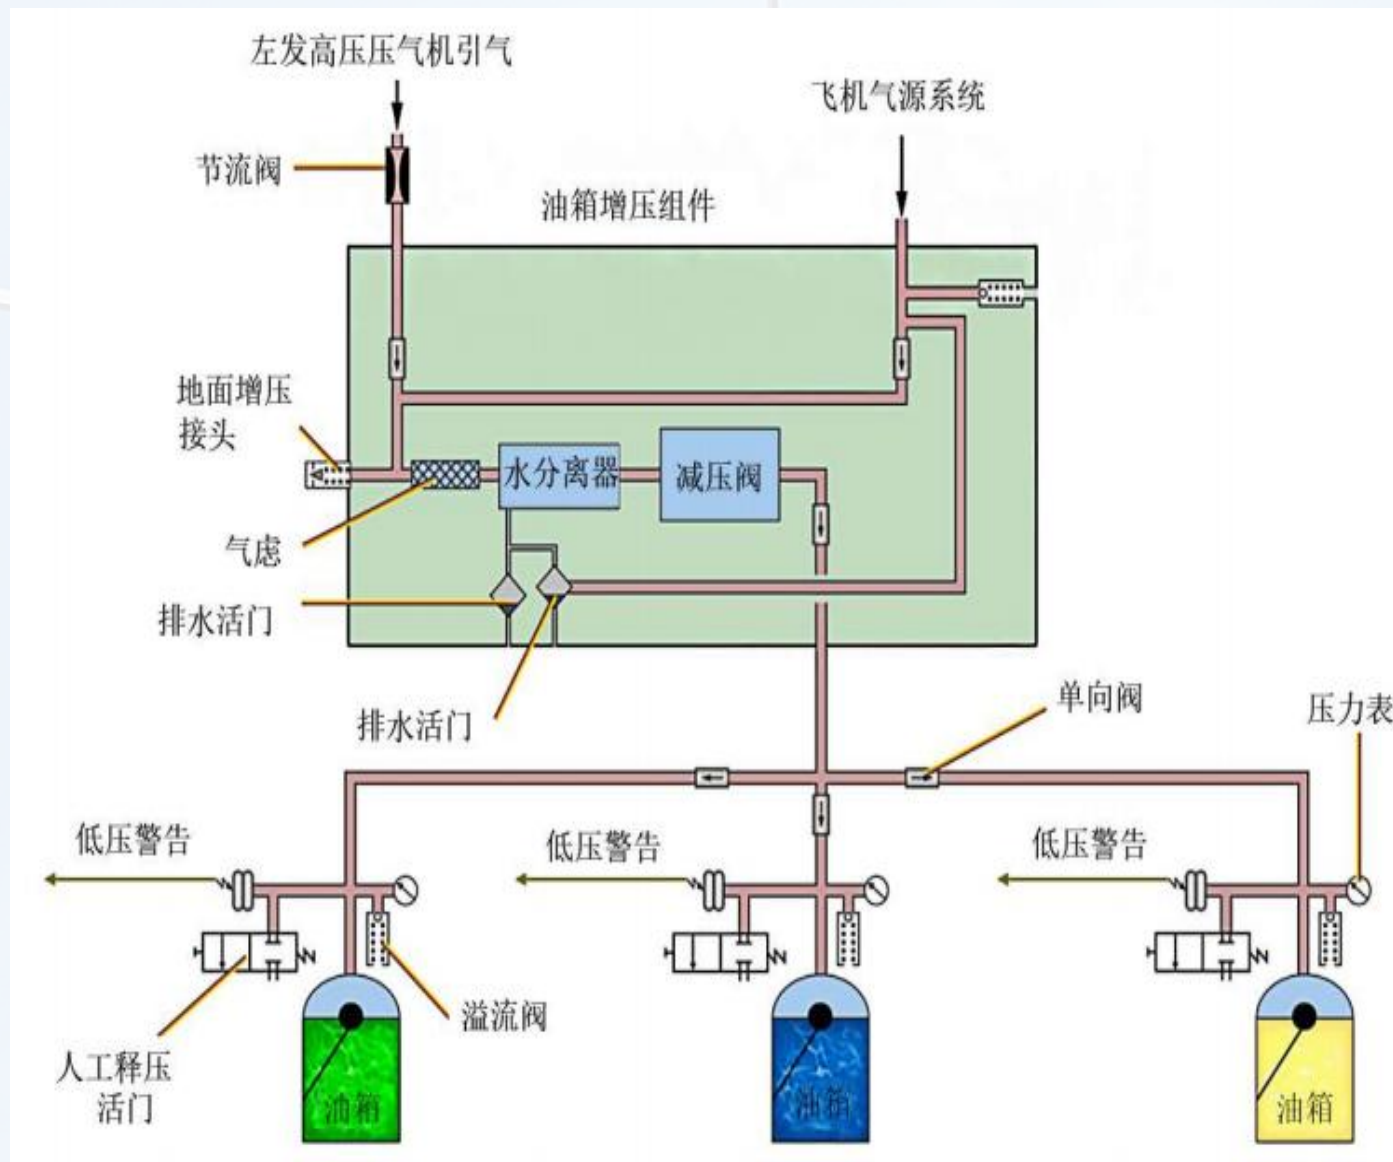 左发高压压气机引气
飞机气源系统
节流阀
油箱增压组件
地面增压
接头
水分离器
减压阀
气虑
排水活门
排水活门
单向阀
压力表
低压警告
低压警告
低压警告
溢流阀
人工释压
活门
油箱
油箱
油箱